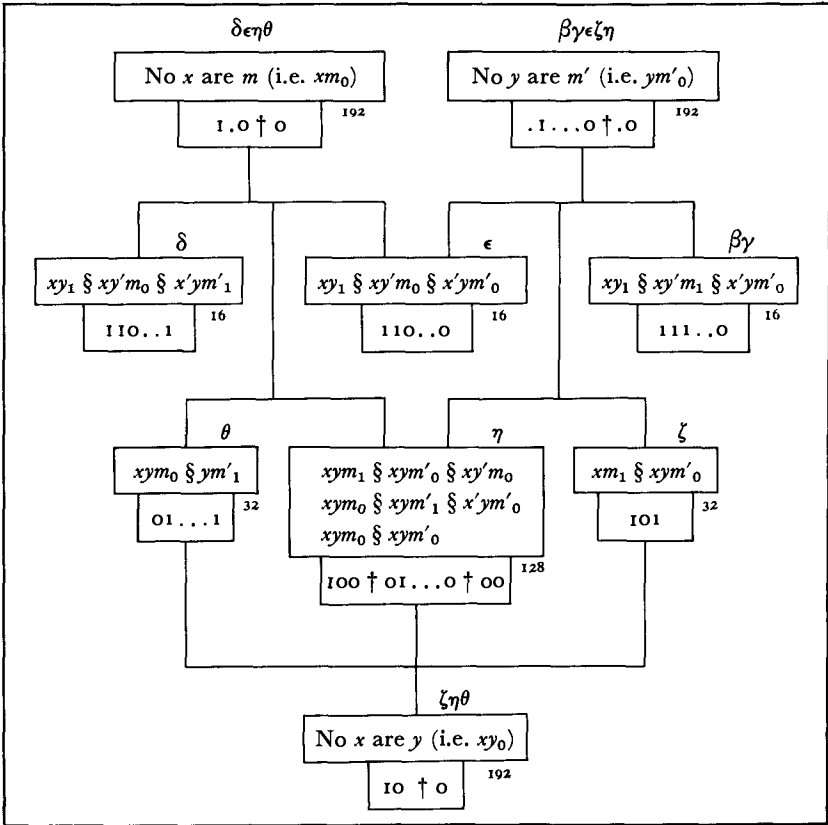 δεηθ
βγεζη
No x are m (i.e. xm₀)
No y are m′ (i.e. ym′₀)
192
192
1.0 † 0
.1...0 † .0
δ
ε
βγ
xy₁ § xy′m₀ § x′ym′₁
xy₁ § xy′m₀ § x′ym′₀
xy₁ § xy′m₁ § x′ym′₀
16
16
16
110..1
110..0
111..0
θ
η
ζ
xym₀ § ym′₁
xym₁ § xym′₀ § xy′m₀
xym₀ § xym′₁ § x′ym′₀
xym₀ § xym′₀
xm₁ § xym′₀
32
128
32
01...1
100 † 01...0 † 00
101
ζηθ
No x are y (i.e. xy₀)
192
10 † 0